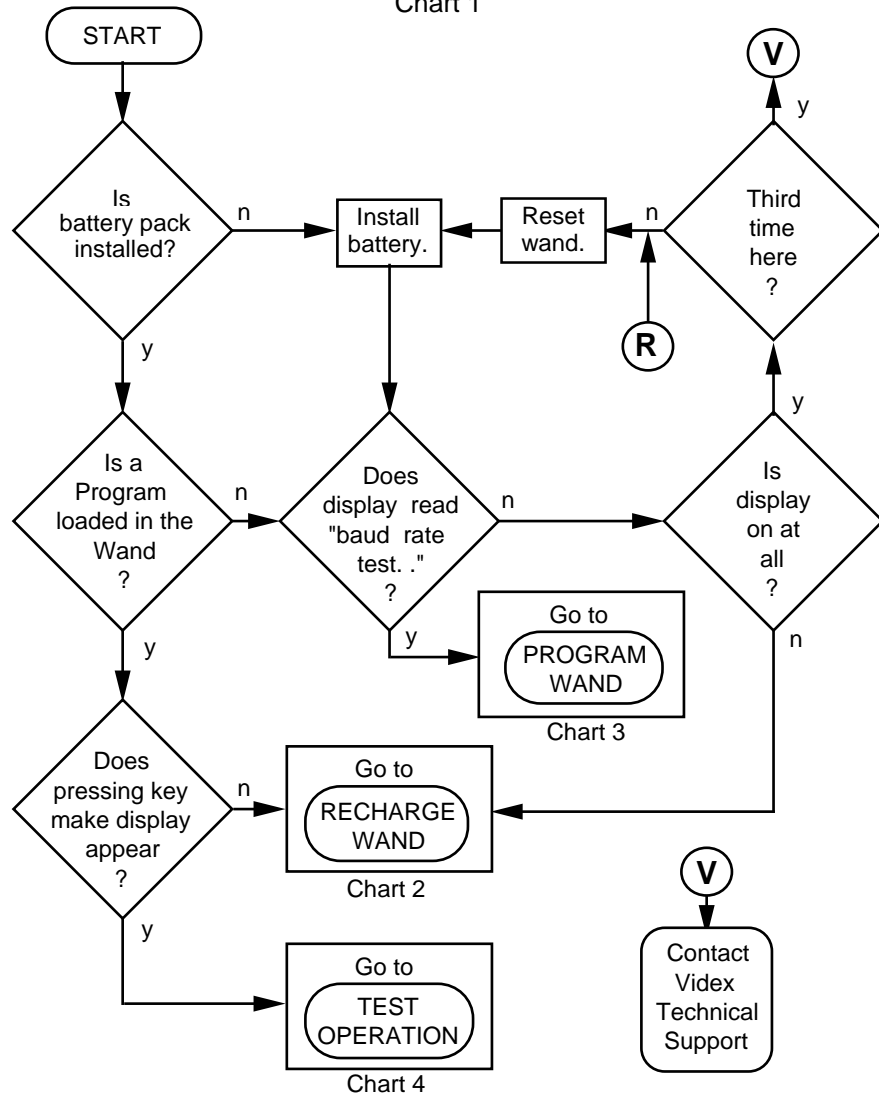 Chart 1
START
V
y
Is
battery pack
installed?
n
Install
battery.
Reset
wand.
n
Third
time
here
?
R
y
y
Is a
Program
loaded in the
Wand
?
n
Does
display read
"baud rate
test. ."
?
n
Is
display
on at
all
?
y
y
n
Go to
PROGRAM
WAND
Chart 3
Does
pressing key
make display
appear
?
n
Go to
RECHARGE
WAND
Chart 2
y
V
Contact
Videx
Technical
Support
Go to
TEST
OPERATION
Chart 4